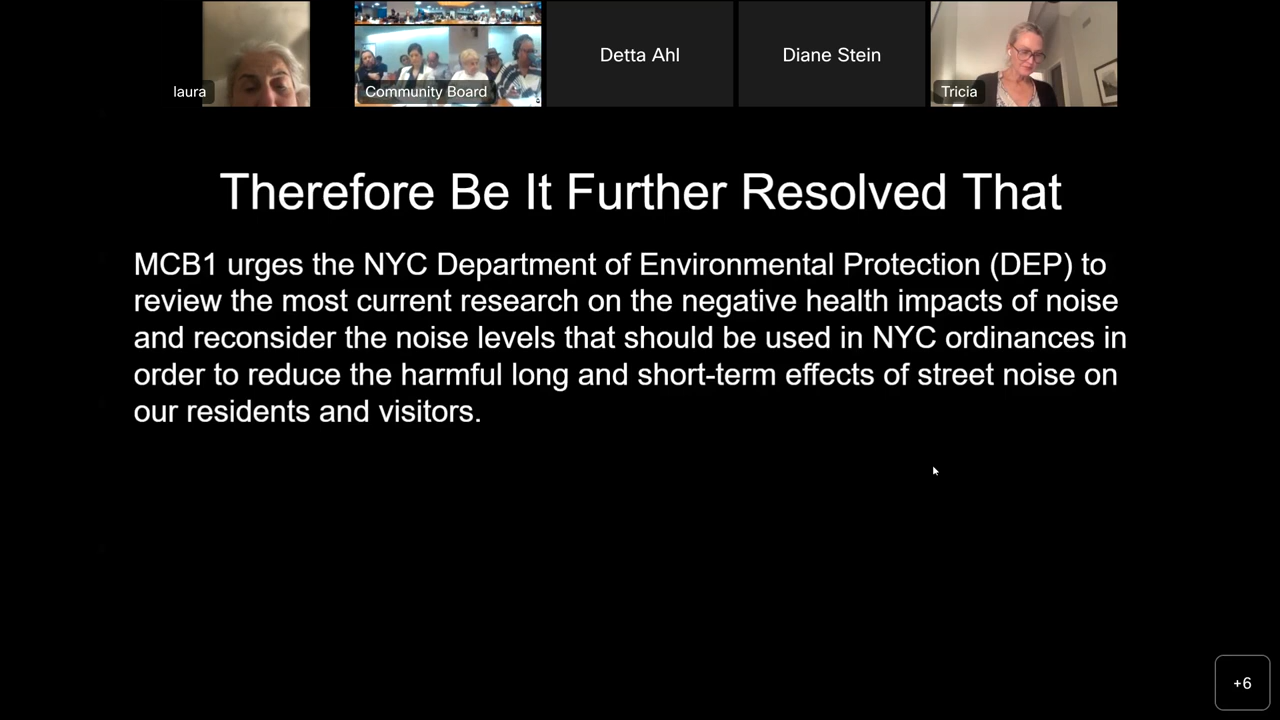 laura
Community Board
Detta Ahl
Diane Stein
Tricia
Therefore Be It Further Resolved That
MCB1 urges the NYC Department of Environmental Protection (DEP) to
review the most current research on the negative health impacts of noise
and reconsider the noise levels that should be used in NYC ordinances in
order to reduce the harmful long and short-term effects of street noise on
our residents and visitors.
+6